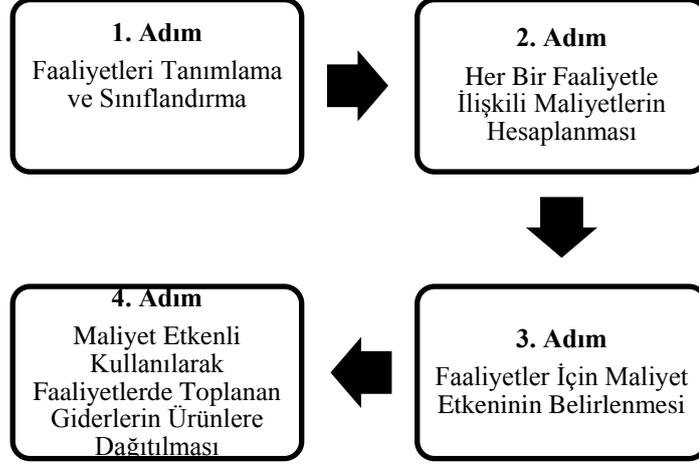 1. Adım
Faaliyetleri Tanımlama
ve Sınıflandırma
2. Adım
Her Bir Faaliyetle
İlişkili Maliyetlerin
Hesaplanması
3. Adım
Faaliyetler İçin Maliyet
Etkeninin Belirlenmesi
4. Adım
Maliyet Etkenli
Kullanılarak
Faaliyetlerde Toplanan
Giderlerin Ürünlere
Dağıtılması